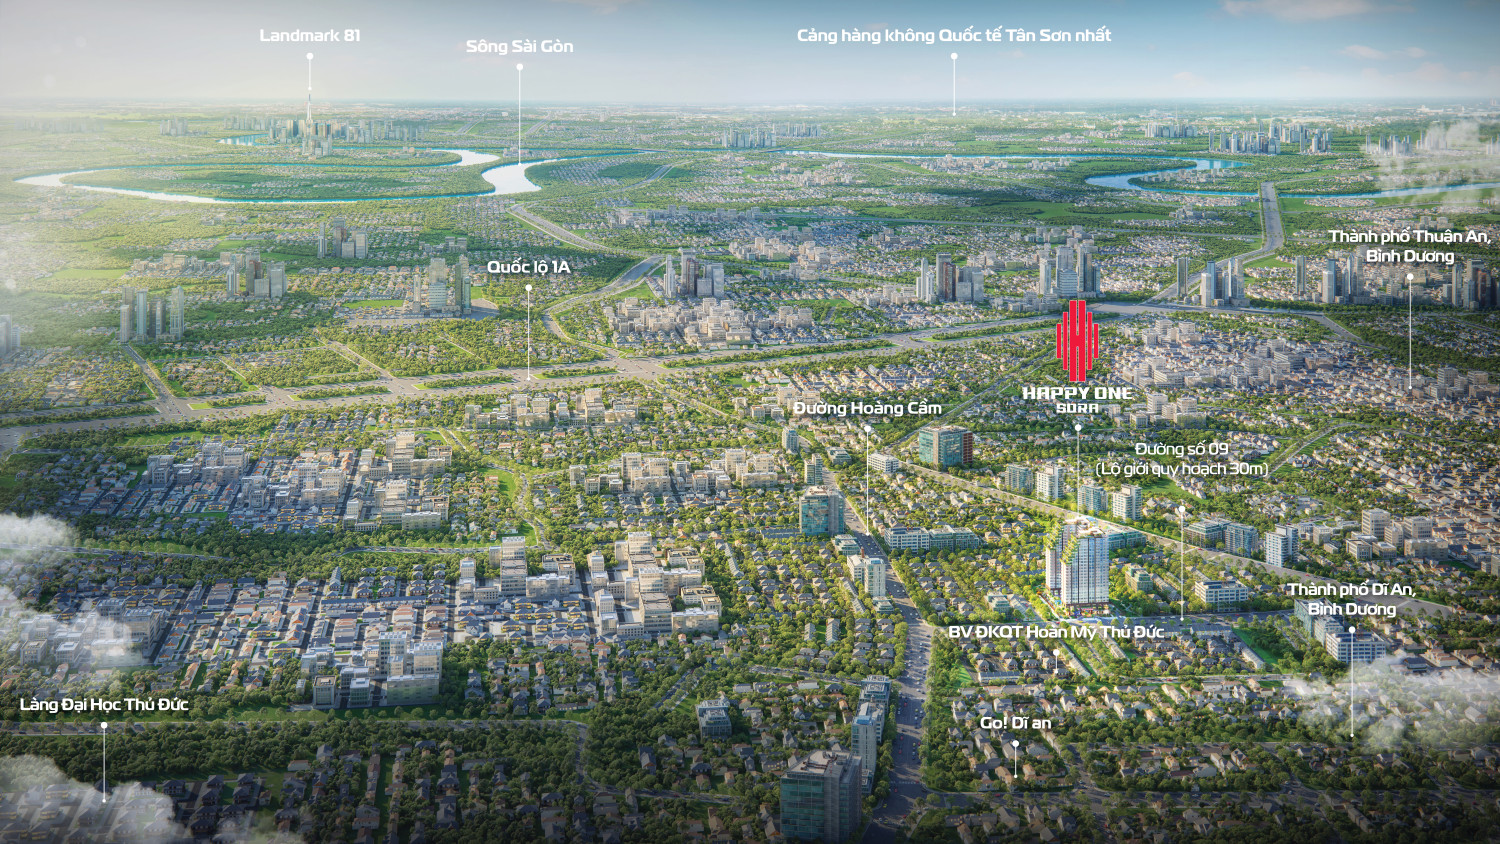 Landmark 81
Sông Sài Gòn
Cảng hàng không Quốc tế Tân Sơn nhất
Thành phố Thuận An,
Bình Dương
Quốc lộ 1A
HAPPY ONE
SORA
Đường Hoàng Cầm
Đường số 09
(Lộ giới quy hoạch 30m)
Thành phố Dĩ An,
Bình Dương
BV ĐKQT Hoàn Mỹ Thủ Đức
Làng Đại Học Thủ Đức
Go! Dĩ an